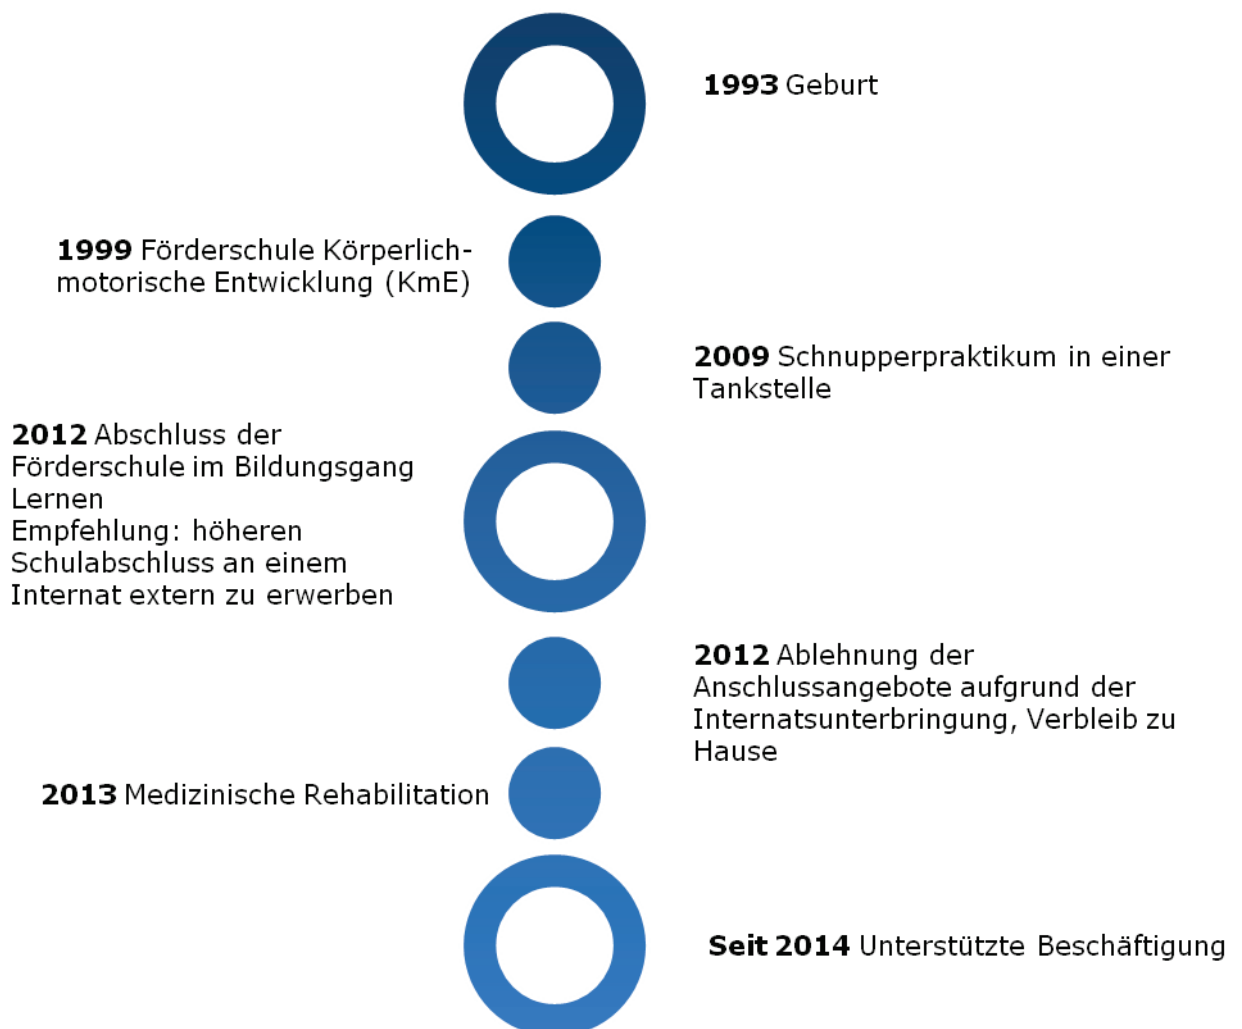 1993 Geburt
1999 Förderschule Körperlich-
motorische Entwicklung (KmE)
2009 Schnupperpraktikum in einer
Tankstelle
2012 Abschluss der
Förderschule im Bildungsgang
Lernen
Empfehlung: höheren
Schulabschluss an einem
Internat extern zu erwerben
2012 Ablehnung der
Anschlussangebote aufgrund der
Internatsunterbringung, Verbleib zu
Hause
2013 Medizinische Rehabilitation
Seit 2014 Unterstützte Beschäftigung